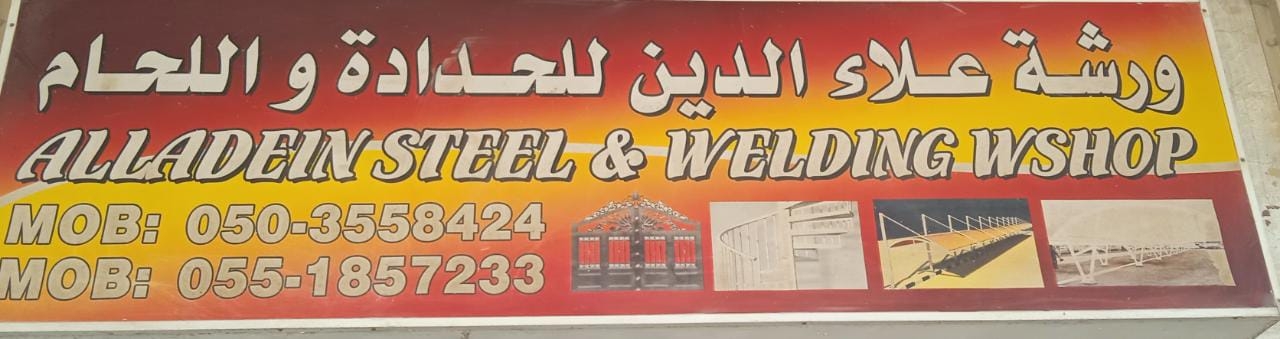 ورشة علاء الدين للحدادة و اللحام
ALLADEIN STEEL & WELDING WSHOP
MOB: 050-3558424
MOB: 055-1857233